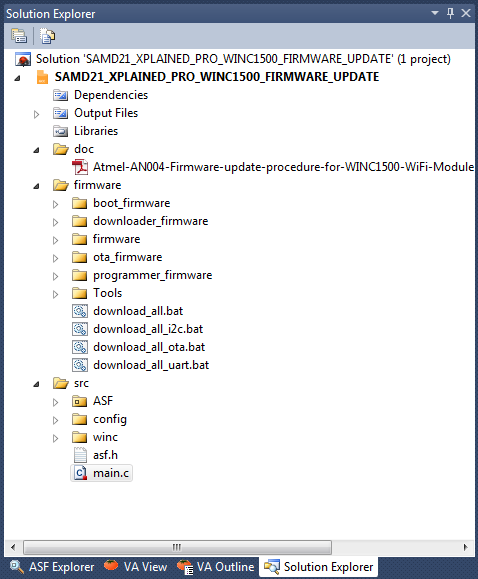 Solution Explorer
Solution 'SAMD21_XPLAINED_PRO_WINC1500_FIRMWARE_UPDATE' (1 project)
SAMD21_XPLAINED_PRO_WINC1500_FIRMWARE_UPDATE
Dependencies
Output Files
Libraries
doc
Atmel-AN004-Firmware-update-procedure-for-WINC1500-WiFi-Module
firmware
boot_firmware
downloader_firmware
firmware
ota_firmware
programmer_firmware
Tools
download_all.bat
download_all_i2c.bat
download_all_ota.bat
download_all_uart.bat
src
ASF
config
winc
asf.h
main.c
ASF Explorer VA View VA Outline Solution Explorer